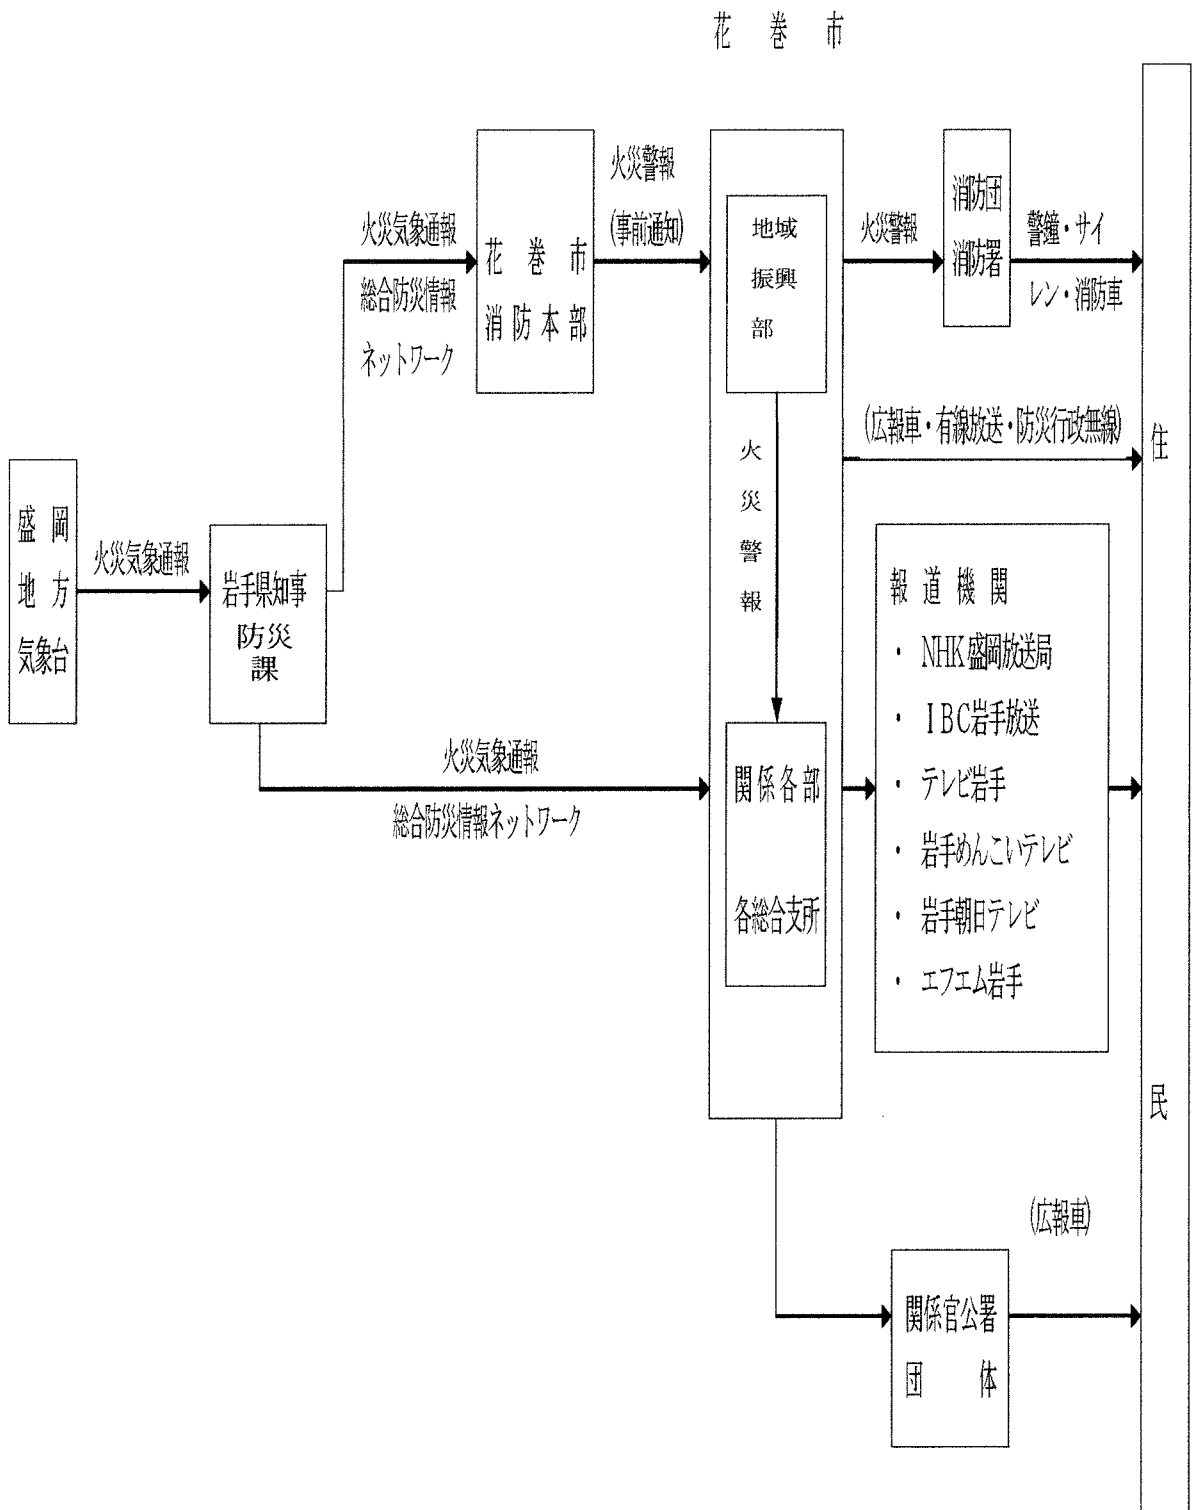 花巻市
火災警報
(事前通知)
消防団
消防署
地域
振興
部
火災気象通報
総合防災情報
ネットワーク
花巻市
消防本部
火災警報
警鐘・サイ
レン・消防車
(広報車・有線放送・防災行政無線)
住民
火災警報
盛岡
地方
気象台
火災気象通報
岩手県知事
防災
課
報道機関
・NHK盛岡放送局
・IBC岩手放送
・テレビ岩手
・岩手めんこいテレビ
・岩手朝日テレビ
・エフエム岩手
火災気象通報
総合防災情報ネットワーク
関係各部
各総合支所
(広報車)
関係官公署
団体